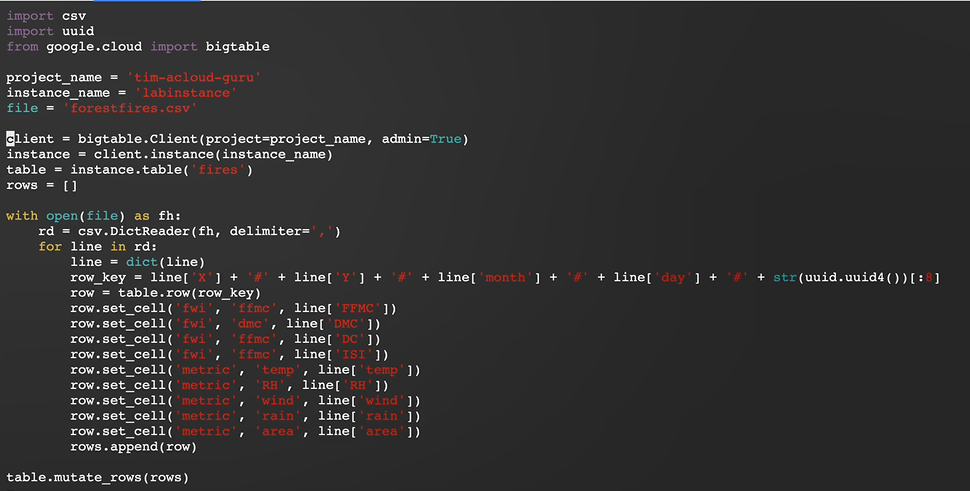 import csv
import uuid
from google.cloud import bigtable
project_name = 'tim-acloud-guru'
instance_name = 'labinstance'
file = 'forestfires.csv'
client = bigtable.Client(project=project_name, admin=True)
instance = client.instance(instance_name)
table = instance.table('fires')
rows = []
with open(file) as fh:
    rd = csv.DictReader(fh, delimiter=',')
    for line in rd:
        line = dict(line)
        row_key = line['X'] + '#' + line['Y'] + '#' + line['month'] + '#' + line['day'] + '#' + str(uuid.uuid4())[:8]
        row = table.row(row_key)
        row.set_cell('fwi', 'ffmc', line['FFMC'])
        row.set_cell('fwi', 'dmc', line['DMC'])
        row.set_cell('fwi', 'ffmc', line['DC'])
        row.set_cell('fwi', 'ffmc', line['ISI'])
        row.set_cell('metric', 'temp', line['temp'])
        row.set_cell('metric', 'RH', line['RH'])
        row.set_cell('metric', 'wind', line['wind'])
        row.set_cell('metric', 'rain', line['rain'])
        row.set_cell('metric', 'area', line['area'])
        rows.append(row)
table.mutate_rows(rows)